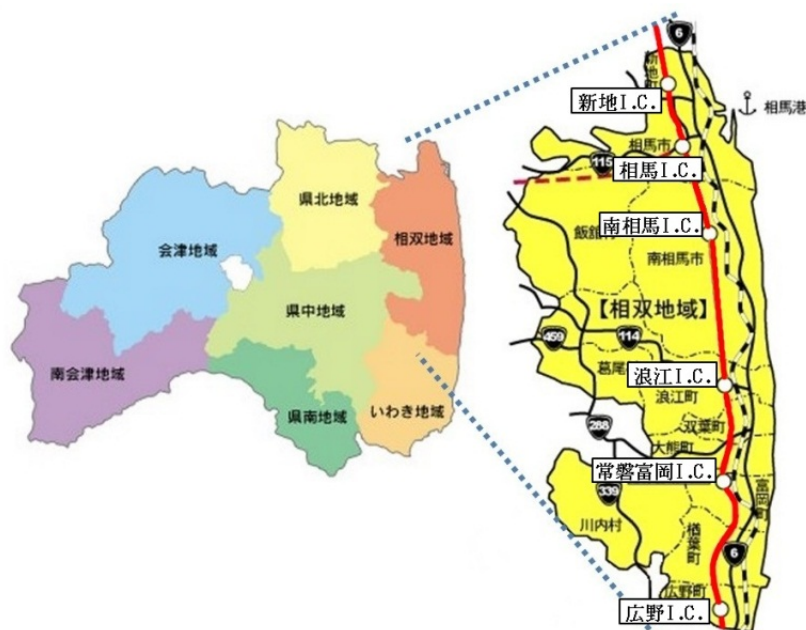 県北地域
相双地域
会津地域
県中地域
南会津地域
県南地域
いわき地域
6
新地町
新地I.C.
相馬港
相馬市
115
相馬I.C.
南相馬I.C.
飯舘村
南相馬市
【相双地域】
459
114
葛尾
浪江I.C.
浪江町
双葉町
288
大熊町
常磐富岡I.C.
富岡町
399
川内村
楢葉町
6
広野町
広野I.C.